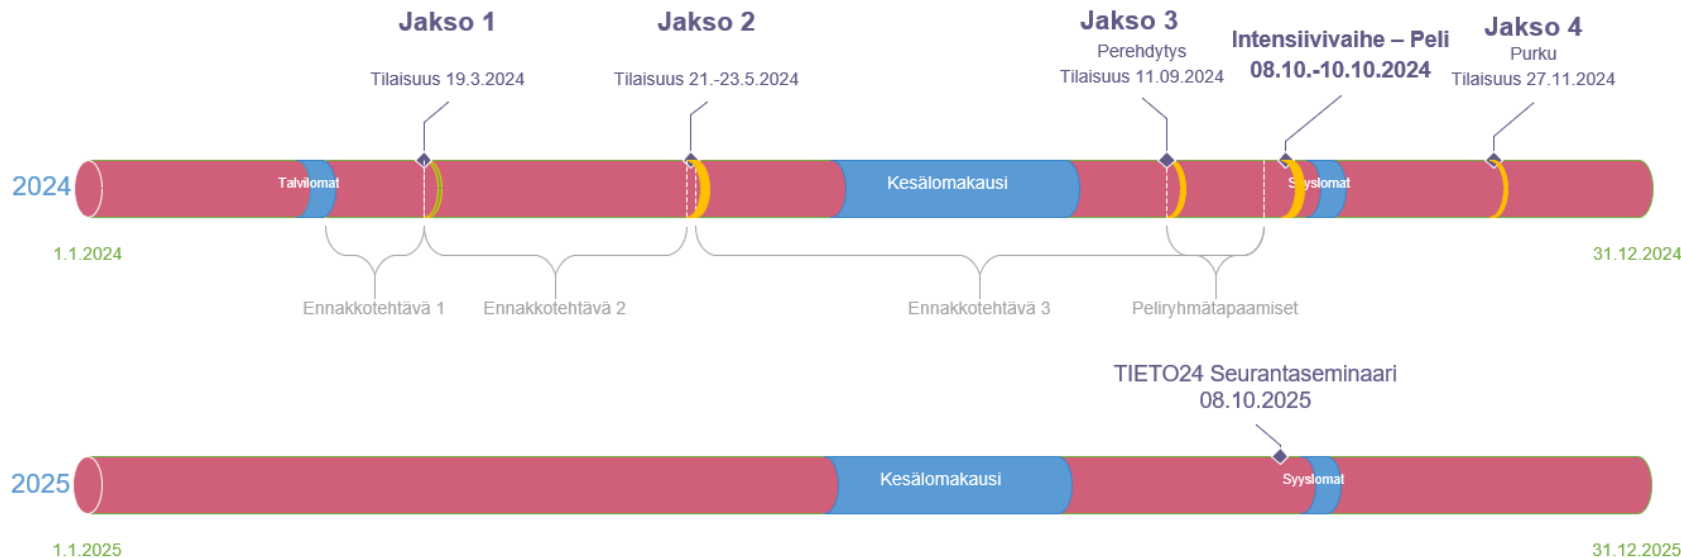 Jakso 1
Tilaisuus 19.3.2024
Jakso 2
Tilaisuus 21.-23.5.2024
Jakso 3
Perehdytys
Tilaisuus 11.09.2024
Intensiivivaihe – Peli
08.10.-10.10.2024
Jakso 4
Purku
Tilaisuus 27.11.2024
2024
Talvilomat
Kesälomakausi
Syyslomat
1.1.2024
31.12.2024
Ennakkotehtävä 1
Ennakkotehtävä 2
Ennakkotehtävä 3
Peliryhmätapaamiset
TIETO24 Seurantaseminaari
08.10.2025
2025
Kesälomakausi
Syyslomat
1.1.2025
31.12.2025